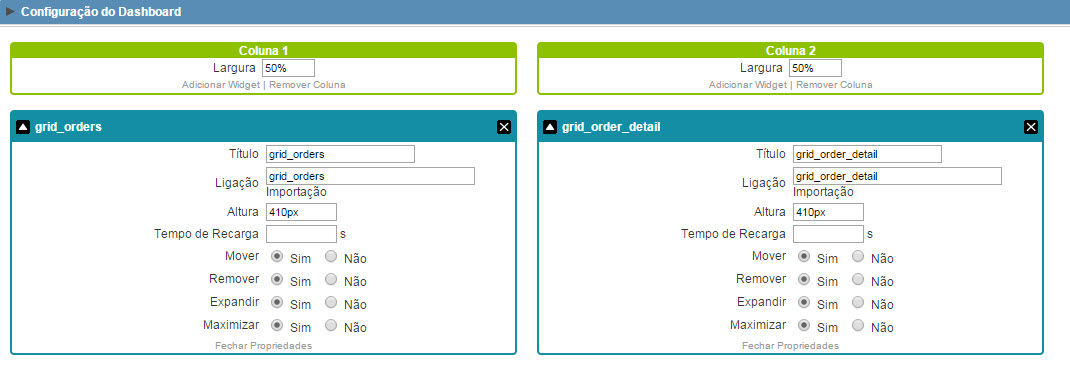 Configuração do Dashboard
Coluna 1
Largura 50%
Adicionar Widget | Remover Coluna
grid_orders
Título grid_orders
Ligação grid_orders
Importação
Altura 410px
Tempo de Recarga s
Mover Sim Não
Remover Sim Não
Expandir Sim Não
Maximizar Sim Não
Fechar Propriedades
Coluna 2
Largura 50%
Adicionar Widget | Remover Coluna
grid_order_detail
Título grid_order_detail
Ligação grid_order_detail
Importação
Altura 410px
Tempo de Recarga s
Mover Sim Não
Remover Sim Não
Expandir Sim Não
Maximizar Sim Não
Fechar Propriedades